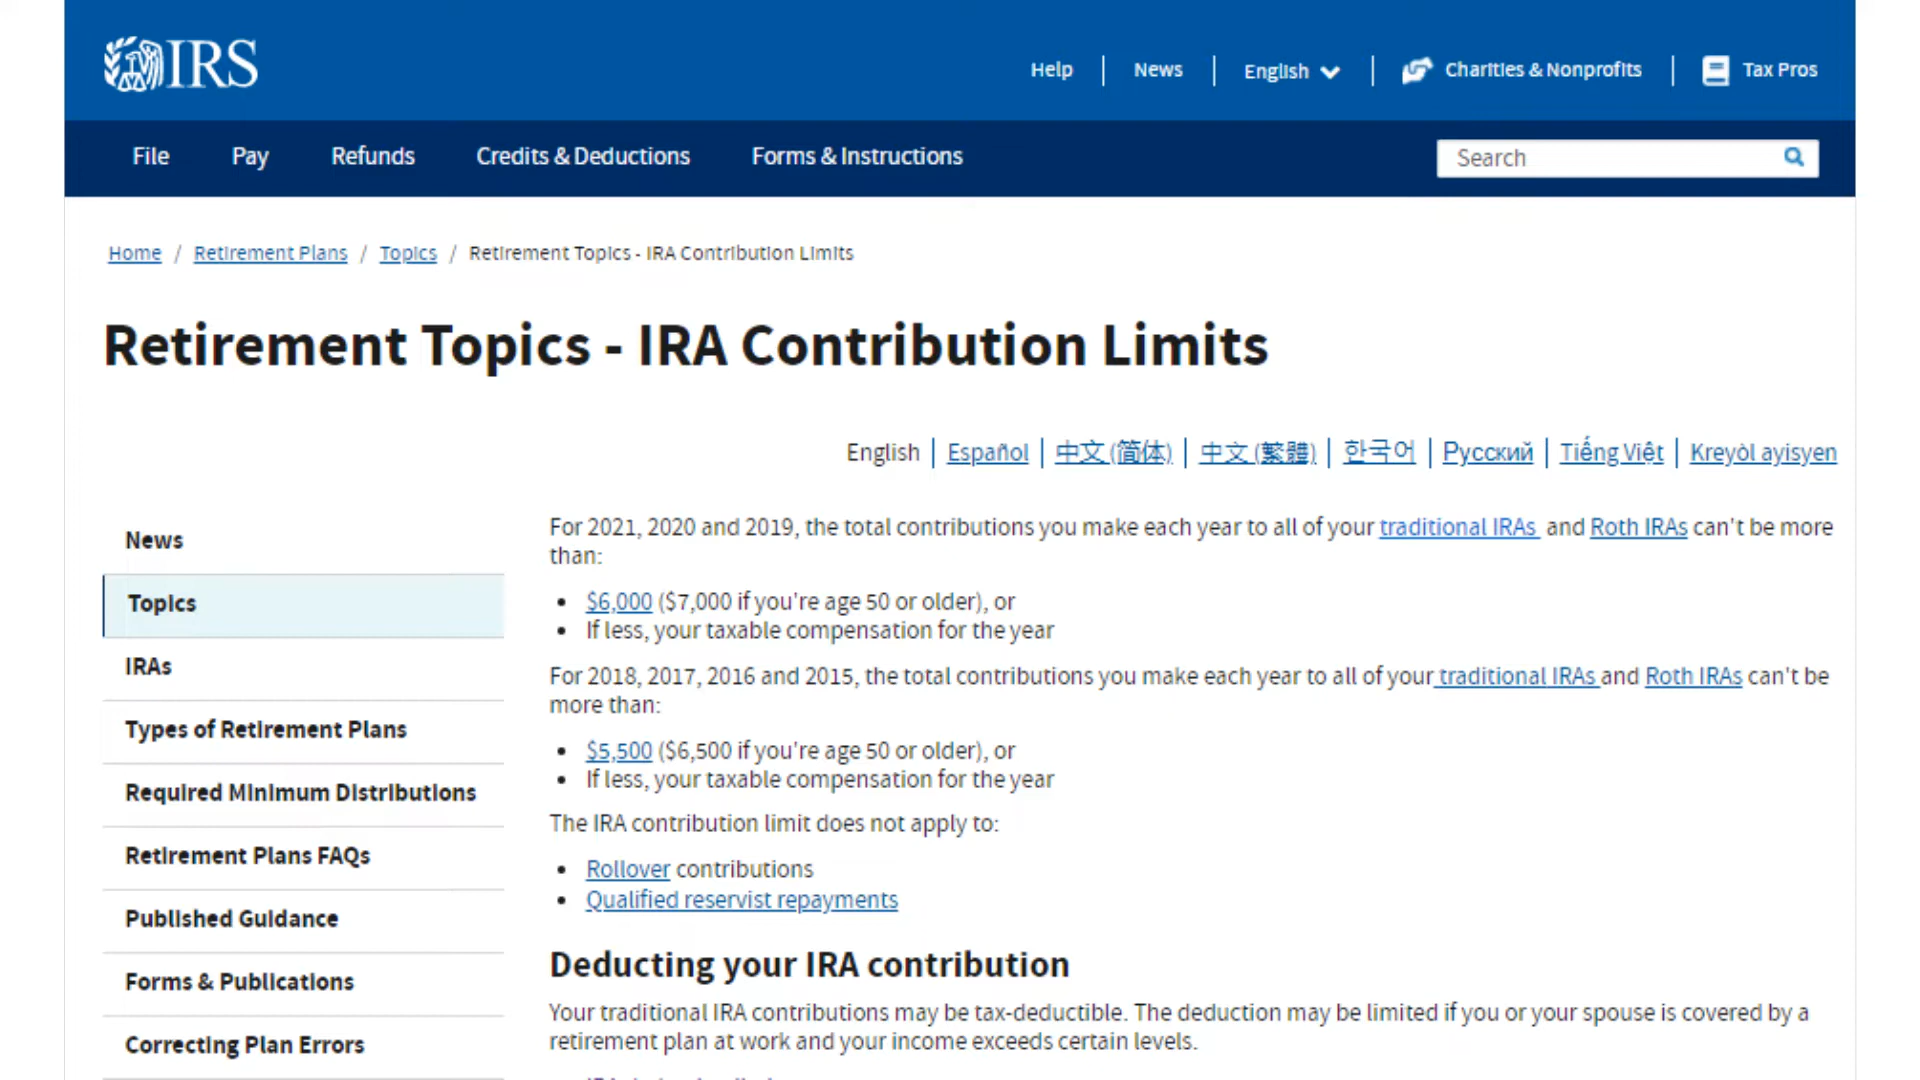 IRS
Help
News
English
Charities & Nonprofits
Tax Pros
File
Pay
Refunds
Credits & Deductions
Forms & Instructions
Search
Home / Retirement Plans / Topics / Retirement Topics - IRA Contribution Limits
Retirement Topics - IRA Contribution Limits
English | Español | 中文 (简体) | 中文 (繁體) | 한국어 | Русский | Tiếng Việt | Kreyòl ayisyen
News
Topics
IRAs
Types of Retirement Plans
Required Minimum Distributions
Retirement Plans FAQs
Published Guidance
Forms & Publications
Correcting Plan Errors
For 2021, 2020 and 2019, the total contributions you make each year to all of your traditional IRAs and Roth IRAs can't be more
than:
• $6,000 ($7,000 if you're age 50 or older), or
• If less, your taxable compensation for the year
For 2018, 2017, 2016 and 2015, the total contributions you make each year to all of your traditional IRAs and Roth IRAs can't be
more than:
• $5,500 ($6,500 if you're age 50 or older), or
• If less, your taxable compensation for the year
The IRA contribution limit does not apply to:
• Rollover contributions
• Qualified reservist repayments
Deducting your IRA contribution
Your traditional IRA contributions may be tax-deductible. The deduction may be limited if you or your spouse is covered by a
retirement plan at work and your income exceeds certain levels.